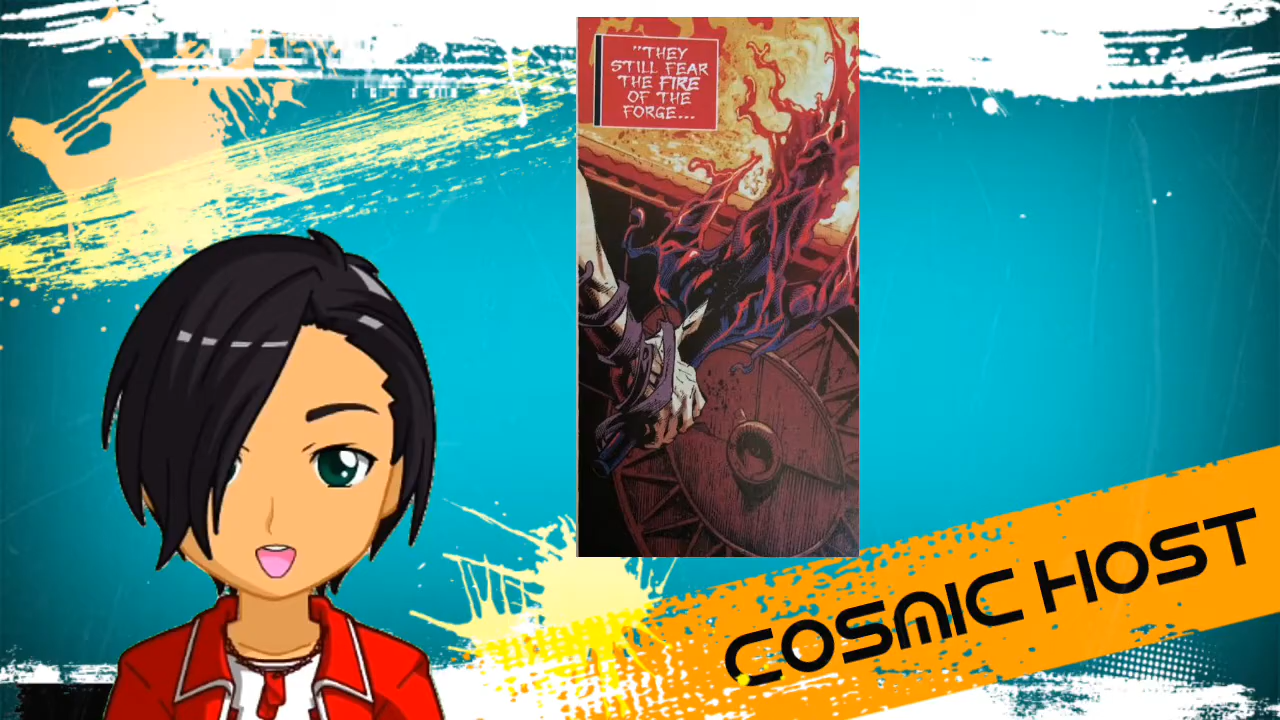 "THEY
STILL FEAR
THE FIRE
OF THE
FORGE...
COSMIC HOST